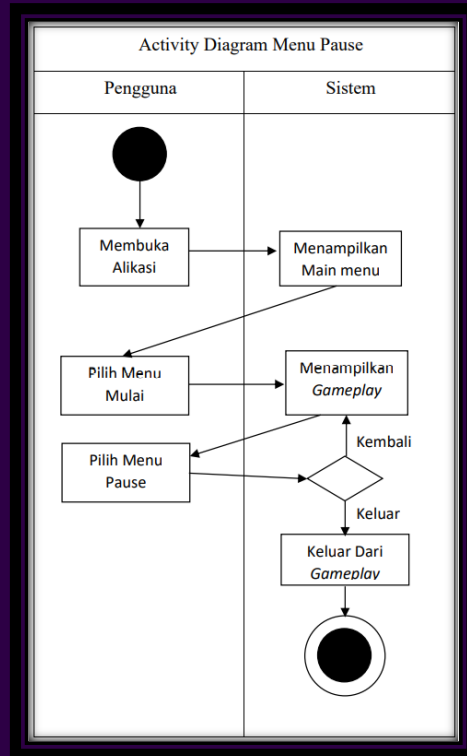 Activity Diagram Menu Pause
Pengguna
Sistem
Membuka
Alikasi
Menampilkan
Main menu
Pilih Menu
Mulai
Menampilkan
Gameplay
Pilih Menu
Pause
Kembali
Keluar
Keluar Dari
Gameplay